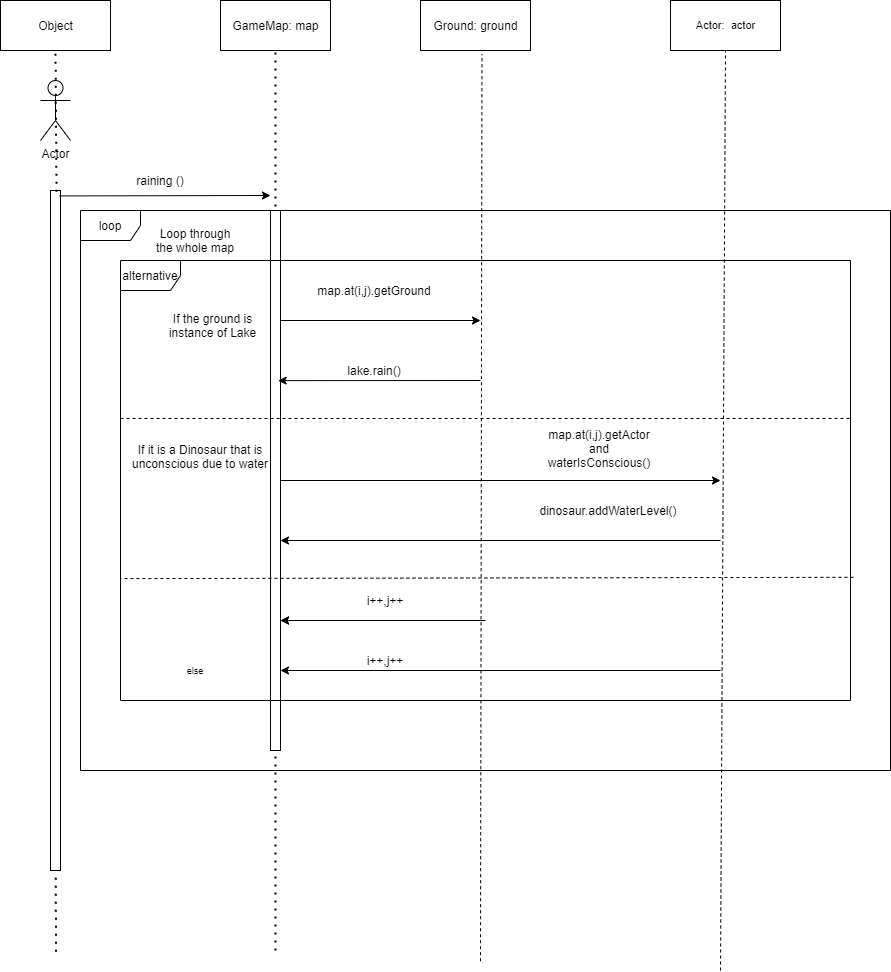 Object
GameMap: map
Ground: ground
Actor: actor
Actor
raining ()
loop
Loop through
the whole map
alternative
map.at(i,j).getGround
If the ground is
instance of Lake
lake.rain()
map.at(i,j).getActor
and
waterIsConscious()
If it is a Dinosaur that is
unconscious due to water
dinosaur.addWaterLevel()
i++,j++
i++,j++
else